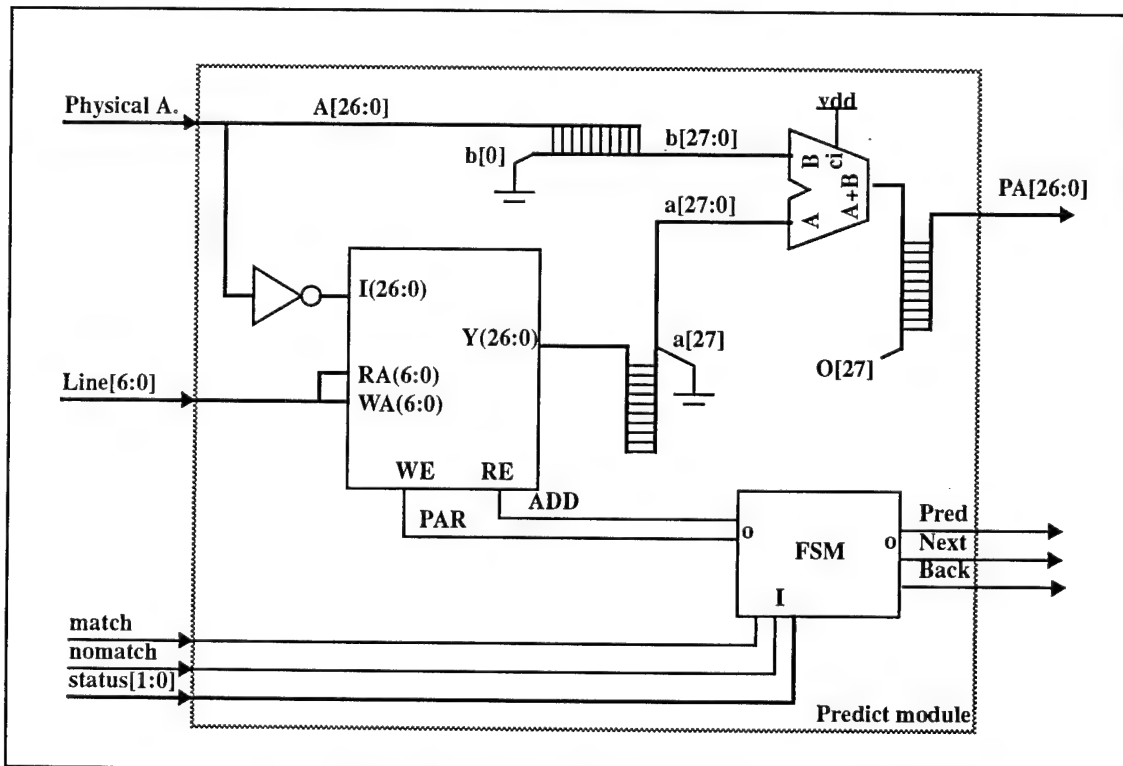 Physical A.
A[26:0]
vdd
b[0]
b[27:0]
B
ci
A+B
A
PA[26:0]
a[27:0]
I(26:0)
Y(26:0)
a[27]
O[27]
Line[6:0]
RA(6:0)
WA(6:0)
WE
RE
ADD
PAR
o
FSM
o
I
Pred
Next
Back
match
nomatch
status[1:0]
Predict module